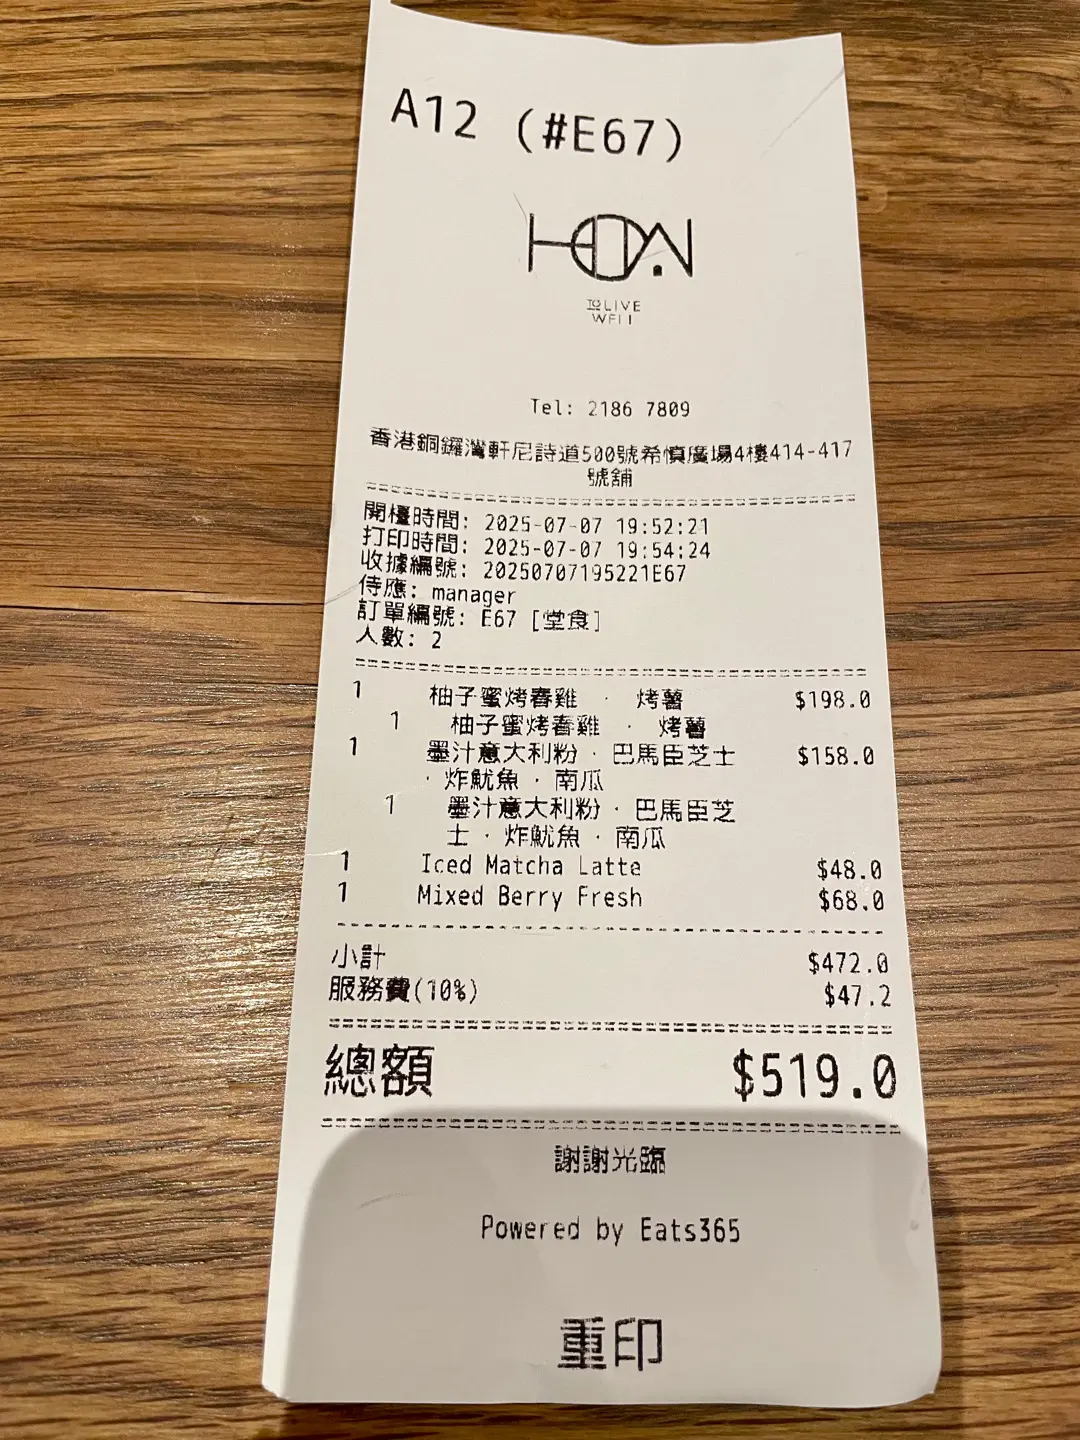 A12 (#E67)
HEAN
TO LIVE
WELL
Tel: 2186 7809
香港銅鑼灣軒尼詩道500號希慎廣場4樓414-417
號舖
開檯時間: 2025-07-07 19:52:21
打印時間: 2025-07-07 19:54:24
收據編號: 20250707195221E67
侍應: manager
訂單編號: E67 [堂食]
人數: 2
1 柚子蜜烤春雞 · 烤薯 $198.0
1 柚子蜜烤春雞 · 烤薯
1 墨汁意大利粉 · 巴馬臣芝士 $158.0
· 炸魷魚 · 南瓜
1 墨汁意大利粉 · 巴馬臣芝
士 · 炸魷魚 · 南瓜
1 Iced Matcha Latte $48.0
1 Mixed Berry Fresh $68.0
小計 $472.0
服務費(10%) $47.2
總額 $519.0
謝謝光臨
Powered by Eats365
重印